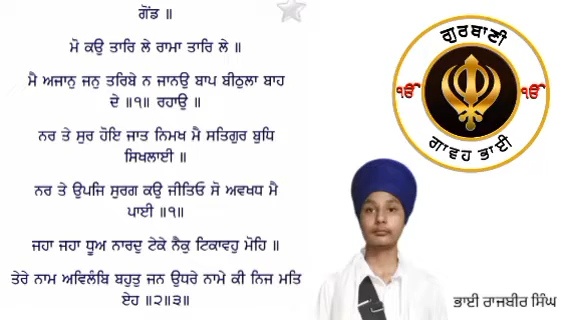 ਗੋਂਡ ॥
ਮੋ ਕਉ ਤਾਰਿ ਲੇ ਰਾਮਾ ਤਾਰਿ ਲੇ ॥
ਮੈ ਅਜਾਨੁ ਜਨੁ ਤਰਿਬੇ ਨ ਜਾਨਉ ਬਾਪ ਬੀਠੁਲਾ ਬਾਹ
ਦੇ ॥੧॥ ਰਹਾਉ ॥
ਨਰ ਤੇ ਸੁਰ ਹੋਇ ਜਾਤ ਨਿਮਖ ਮੈ ਸਤਿਗੁਰ ਬੁਧਿ
ਸਿਖਲਾਈ ॥
ਨਰ ਤੇ ਉਪਜਿ ਸੁਰਗ ਕਉ ਜੀਤਿਓ ਸੋ ਅਵਖਧ ਮੈ
ਪਾਈ ॥੧॥
ਜਹਾ ਜਹਾ ਧੂਅ ਨਾਰਦੁ ਟੇਕੇ ਨੈਕੁ ਟਿਕਾਵਹੁ ਮੋਹਿ ॥
ਤੇਰੇ ਨਾਮ ਅਵਿਲੰਬਿ ਬਹੁਤੁ ਜਨ ਉਧਰੇ ਨਾਮੇ ਕੀ ਨਿਜ ਮਤਿ
ਏਹ ॥੨॥੩॥
ਗੁਰਬਾਣੀ
ੴ ੴ
ਗਾਵਹ ਭਾਈ
ਭਾਈ ਰਾਜਬੀਰ ਸਿੰਘ